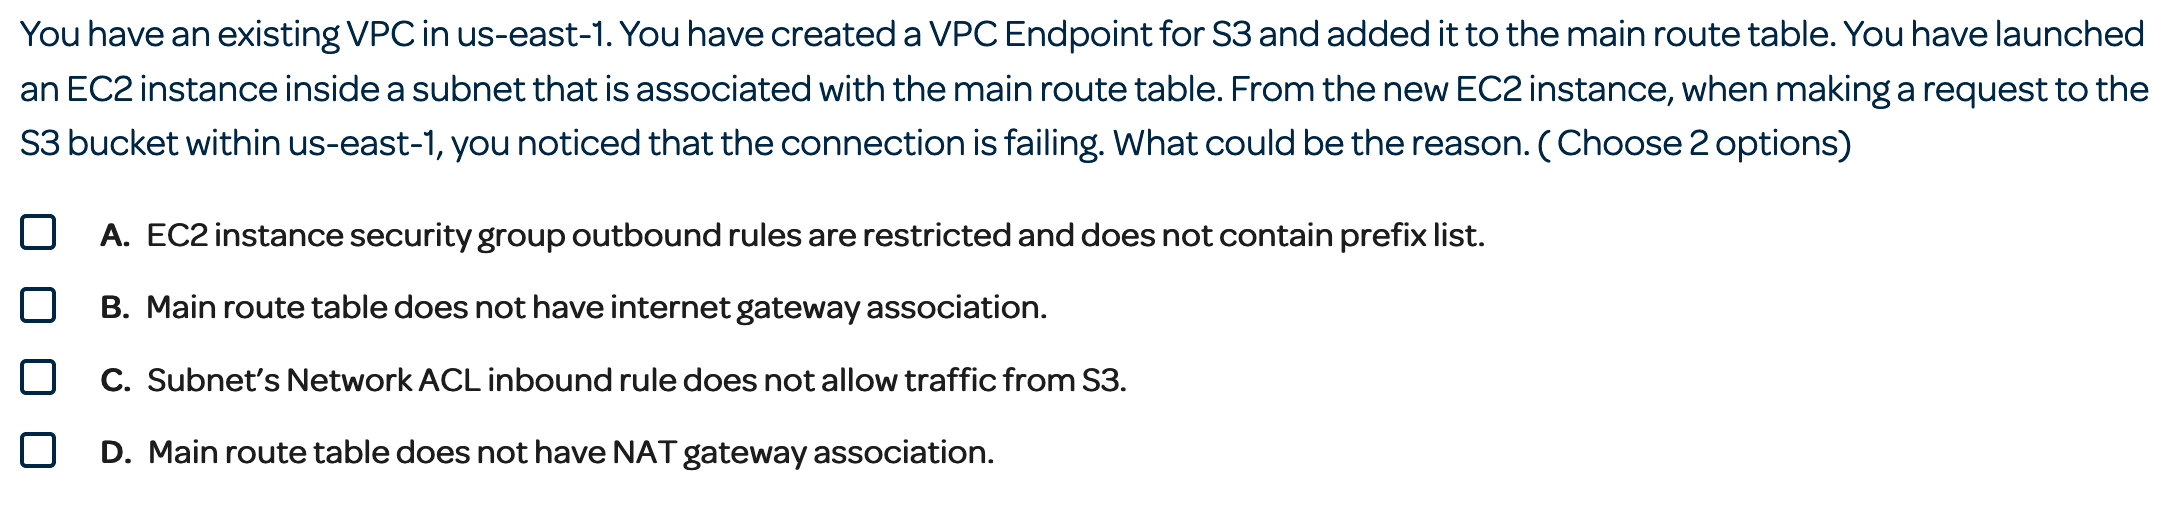 You have an existing VPC in us-east-1. You have created a VPC Endpoint for S3 and added it to the main route table. You have launched
an EC2 instance inside a subnet that is associated with the main route table. From the new EC2 instance, when making a request to the
S3 bucket within us-east-1, you noticed that the connection is failing. What could be the reason. ( Choose 2 options)
A. EC2 instance security group outbound rules are restricted and does not contain prefix list.
B. Main route table does not have internet gateway association.
C. Subnet's Network ACL inbound rule does not allow traffic from S3.
D. Main route table does not have NAT gateway association.